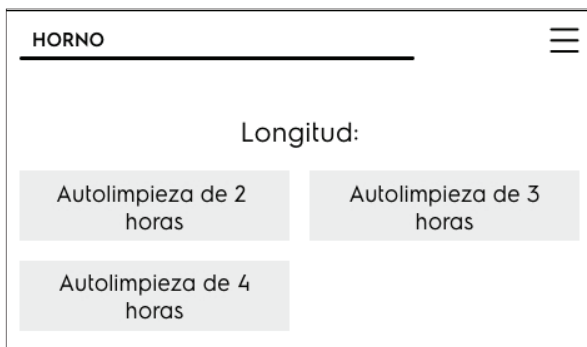 HORNO
Longitud:
Autolimpieza de 2
horas
Autolimpieza de 3
horas
Autolimpieza de 4
horas